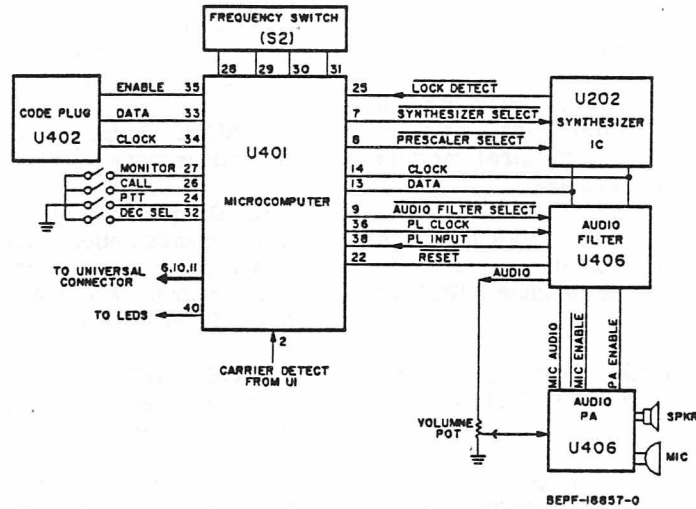 FREQUENCY SWITCH
(S2)
28 29 30 31
CODE PLUG
U402
ENABLE 35
DATA 33
CLOCK 34
MONITOR 27
CALL 26
PTT 24
DEC SEL 32
TO UNIVERSAL
CONNECTOR
6,10,11
TO LEDS
40
U401
MICROCOMPUTER
2
CARRIER DETECT
FROM U1
25 LOCK DETECT
7 SYNTHESIZER SELECT
8 PRESCALER SELECT
14 CLOCK
13 DATA
9 AUDIO FILTER SELECT
36 PL CLOCK
38 PL INPUT
22 RESET
AUDIO
U202
SYNTHESIZER
IC
AUDIO
FILTER
U406
MIC AUDIO
MIC ENABLE
PA ENABLE
VOLUMNE
POT
AUDIO
PA
U406
SPKR
MIC
BEPF-18857-0